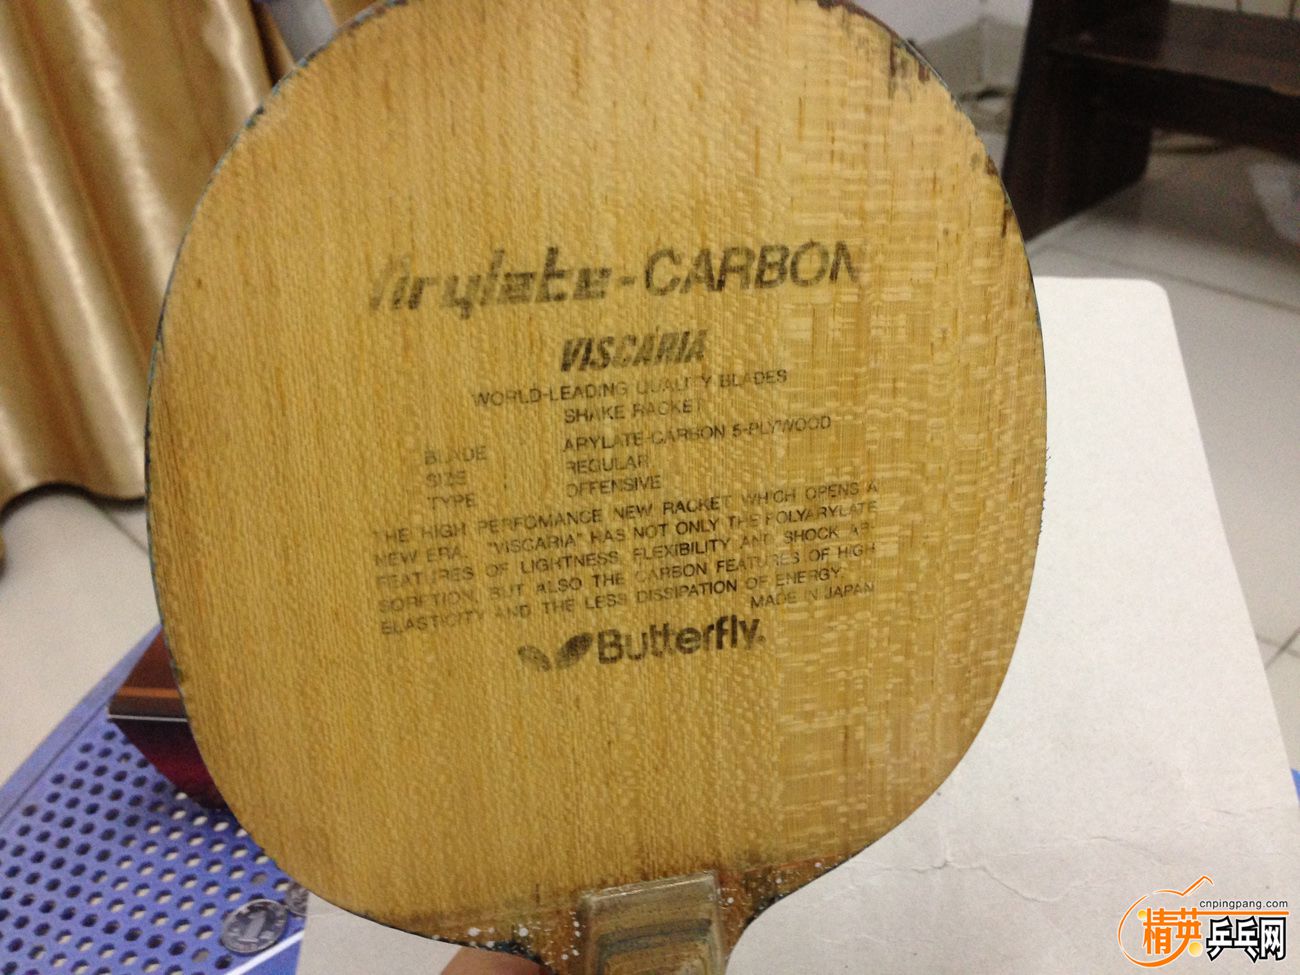 Arylate-CARBON
VISCARIA
WORLD-LEADING QUALITY BLADES
SHAKE RACKET
BLADE ARYLATE-CARBON 5-PLYWOOD
SIZE REGULAR
TYPE OFFENSIVE
THE HIGH PERFOMANCE NEW RACKET WHICH OPENS A
NEW ERA. "VISCARIA" HAS NOT ONLY THE POLYARYLATE
FEATURES OF LIGHTNESS, FLEXIBILITY AND SHOCK AB-
SORPTION, BUT ALSO THE CARBON FEATURES OF HIGH
ELASTICITY AND THE LESS DISSIPATION OF ENERGY.
MADE IN JAPAN
Butterfly.
cnpingpang.com
精英乒乓网